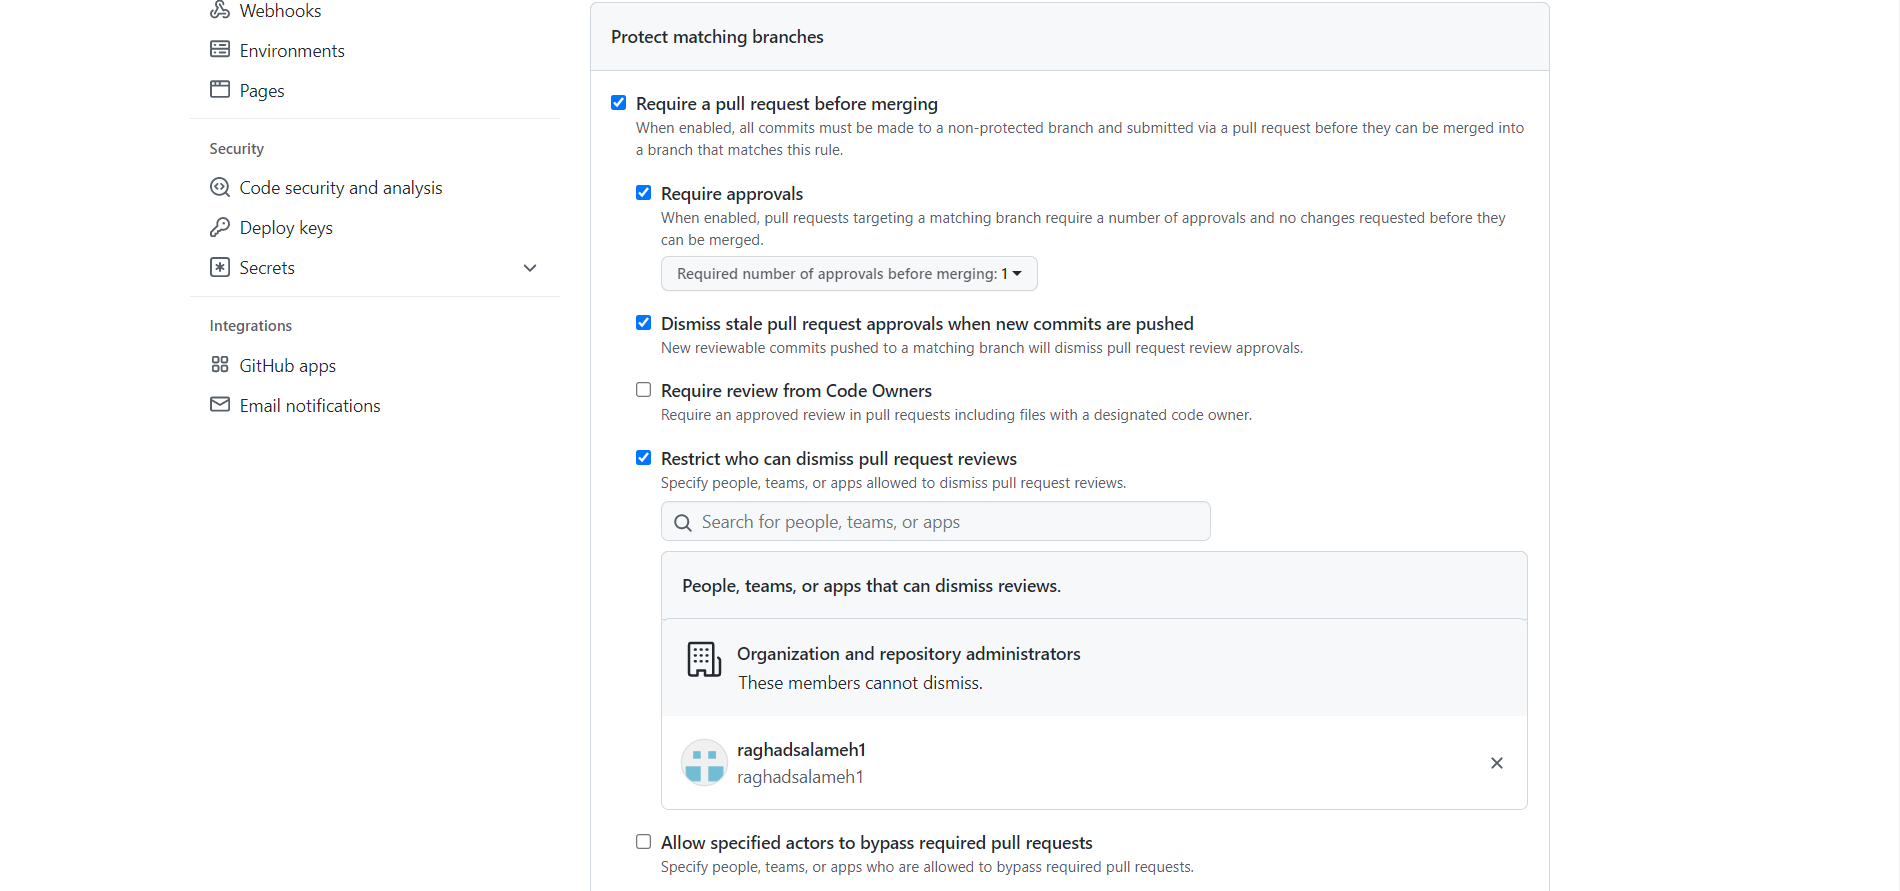 Webhooks
Environments
Pages
Security
Code security and analysis
Deploy keys
Secrets
Integrations
GitHub apps
Email notifications
Protect matching branches
Require a pull request before merging
When enabled, all commits must be made to a non-protected branch and submitted via a pull request before they can be merged into
a branch that matches this rule.
Require approvals
When enabled, pull requests targeting a matching branch require a number of approvals and no changes requested before they
can be merged.
Required number of approvals before merging: 1
Dismiss stale pull request approvals when new commits are pushed
New reviewable commits pushed to a matching branch will dismiss pull request review approvals.
Require review from Code Owners
Require an approved review in pull requests including files with a designated code owner.
Restrict who can dismiss pull request reviews
Specify people, teams, or apps allowed to dismiss pull request reviews.
Search for people, teams, or apps
People, teams, or apps that can dismiss reviews.
Organization and repository administrators
These members cannot dismiss.
raghadsalameh1
raghadsalameh1
Allow specified actors to bypass required pull requests
Specify people, teams, or apps who are allowed to bypass required pull requests.